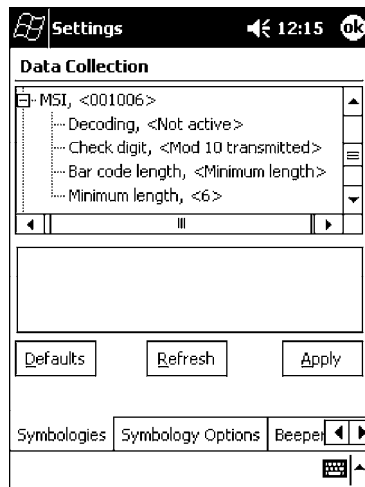 Settings 12:15 ok
Data Collection
MSI, <001006>
Decoding, <Not active>
Check digit, <Mod 10 transmitted>
Bar code length, <Minimum length>
Minimum length, <6>
Defaults Refresh Apply
Symbologies Symbology Options Beeper